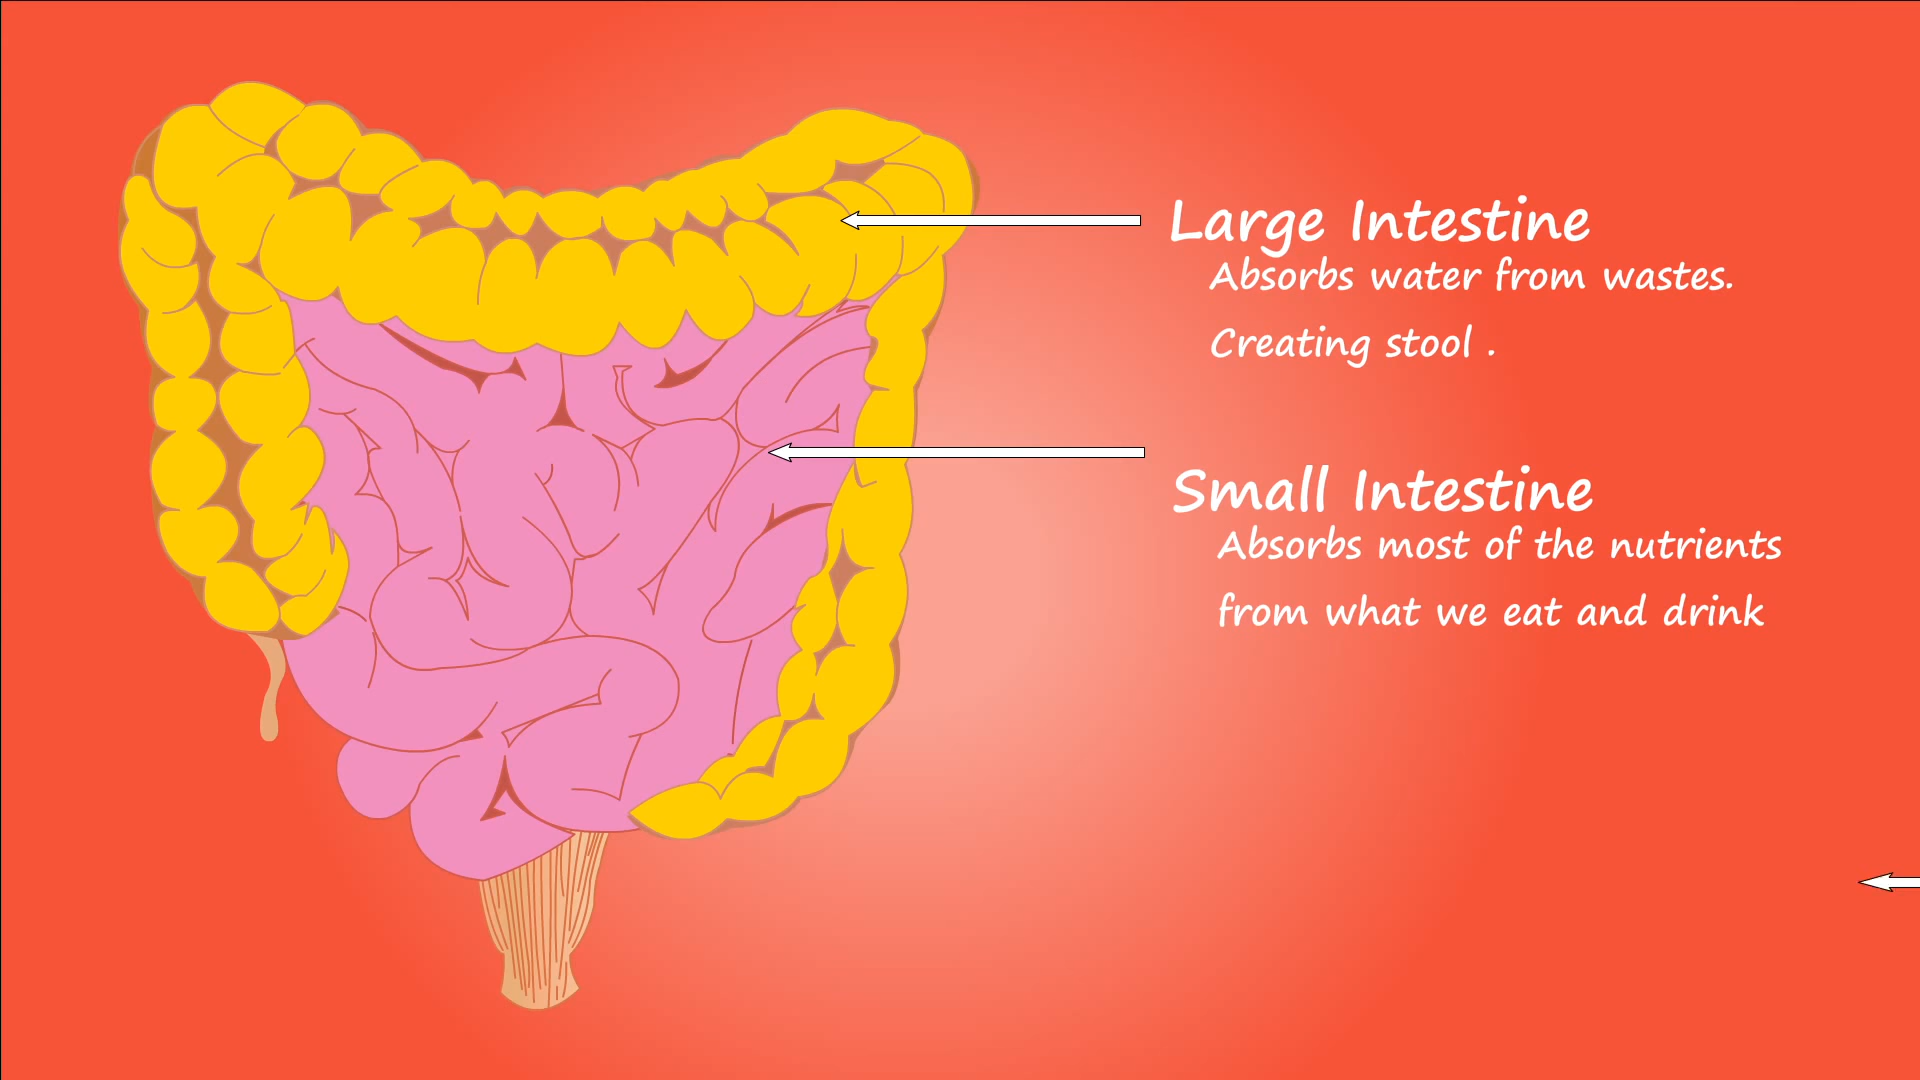 Large Intestine
Absorbs water from wastes.
Creating stool .
Small Intestine
Absorbs most of the nutrients
from what we eat and drink